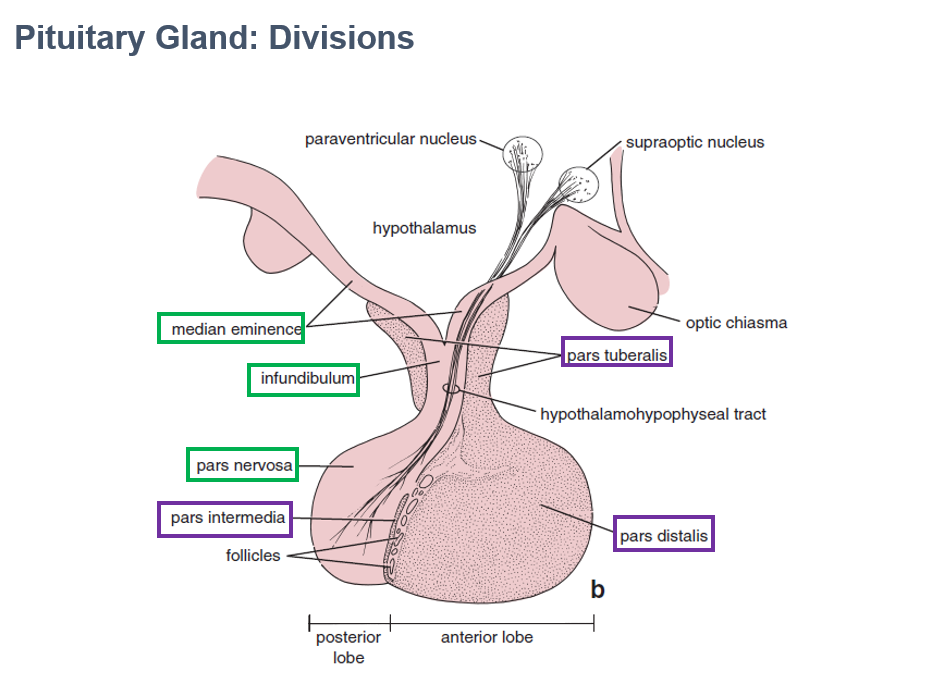 Pituitary Gland: Divisions
paraventricular nucleus
supraoptic nucleus
hypothalamus
median eminence
optic chiasma
pars tuberalis
infundibulum
hypothalamohypophyseal tract
pars nervosa
pars intermedia
pars distalis
follicles
b
posterior
lobe
anterior lobe